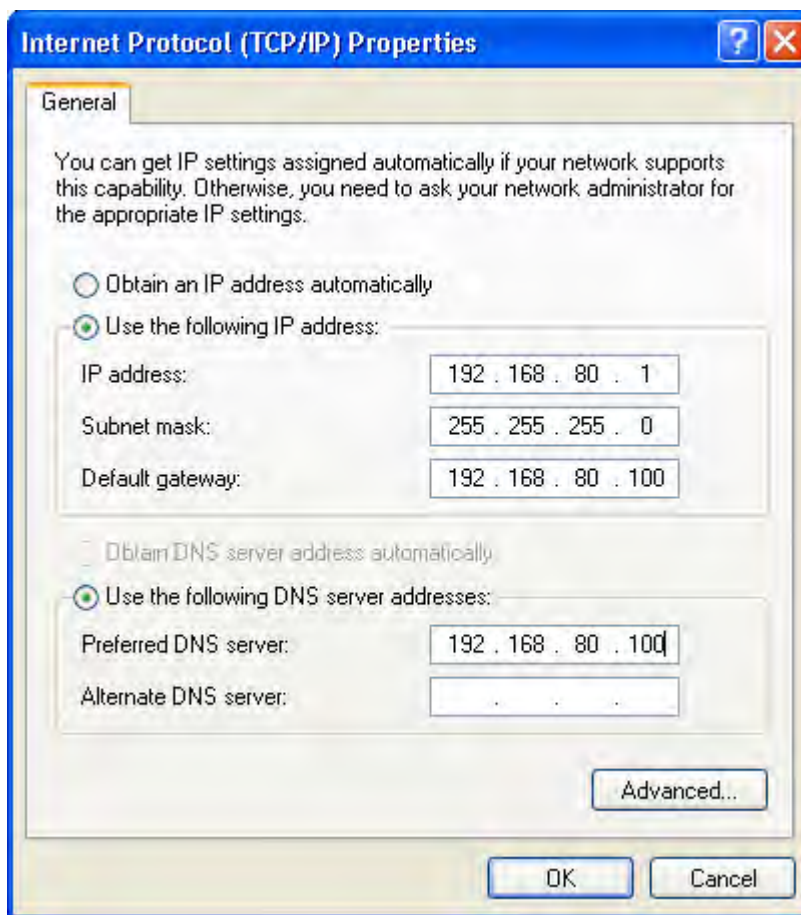 Internet Protocol (TCP/IP) Properties
General
You can get IP settings assigned automatically if your network supports
this capability. Otherwise, you need to ask your network administrator for
the appropriate IP settings.
Obtain an IP address automatically
Use the following IP address:
IP address: 192 . 168 . 80 . 1
Subnet mask: 255 . 255 . 255 . 0
Default gateway: 192 . 168 . 80 . 100
Obtain DNS server address automatically
Use the following DNS server addresses:
Preferred DNS server: 192 . 168 . 80 . 100
Alternate DNS server: . . .
Advanced...
OK Cancel